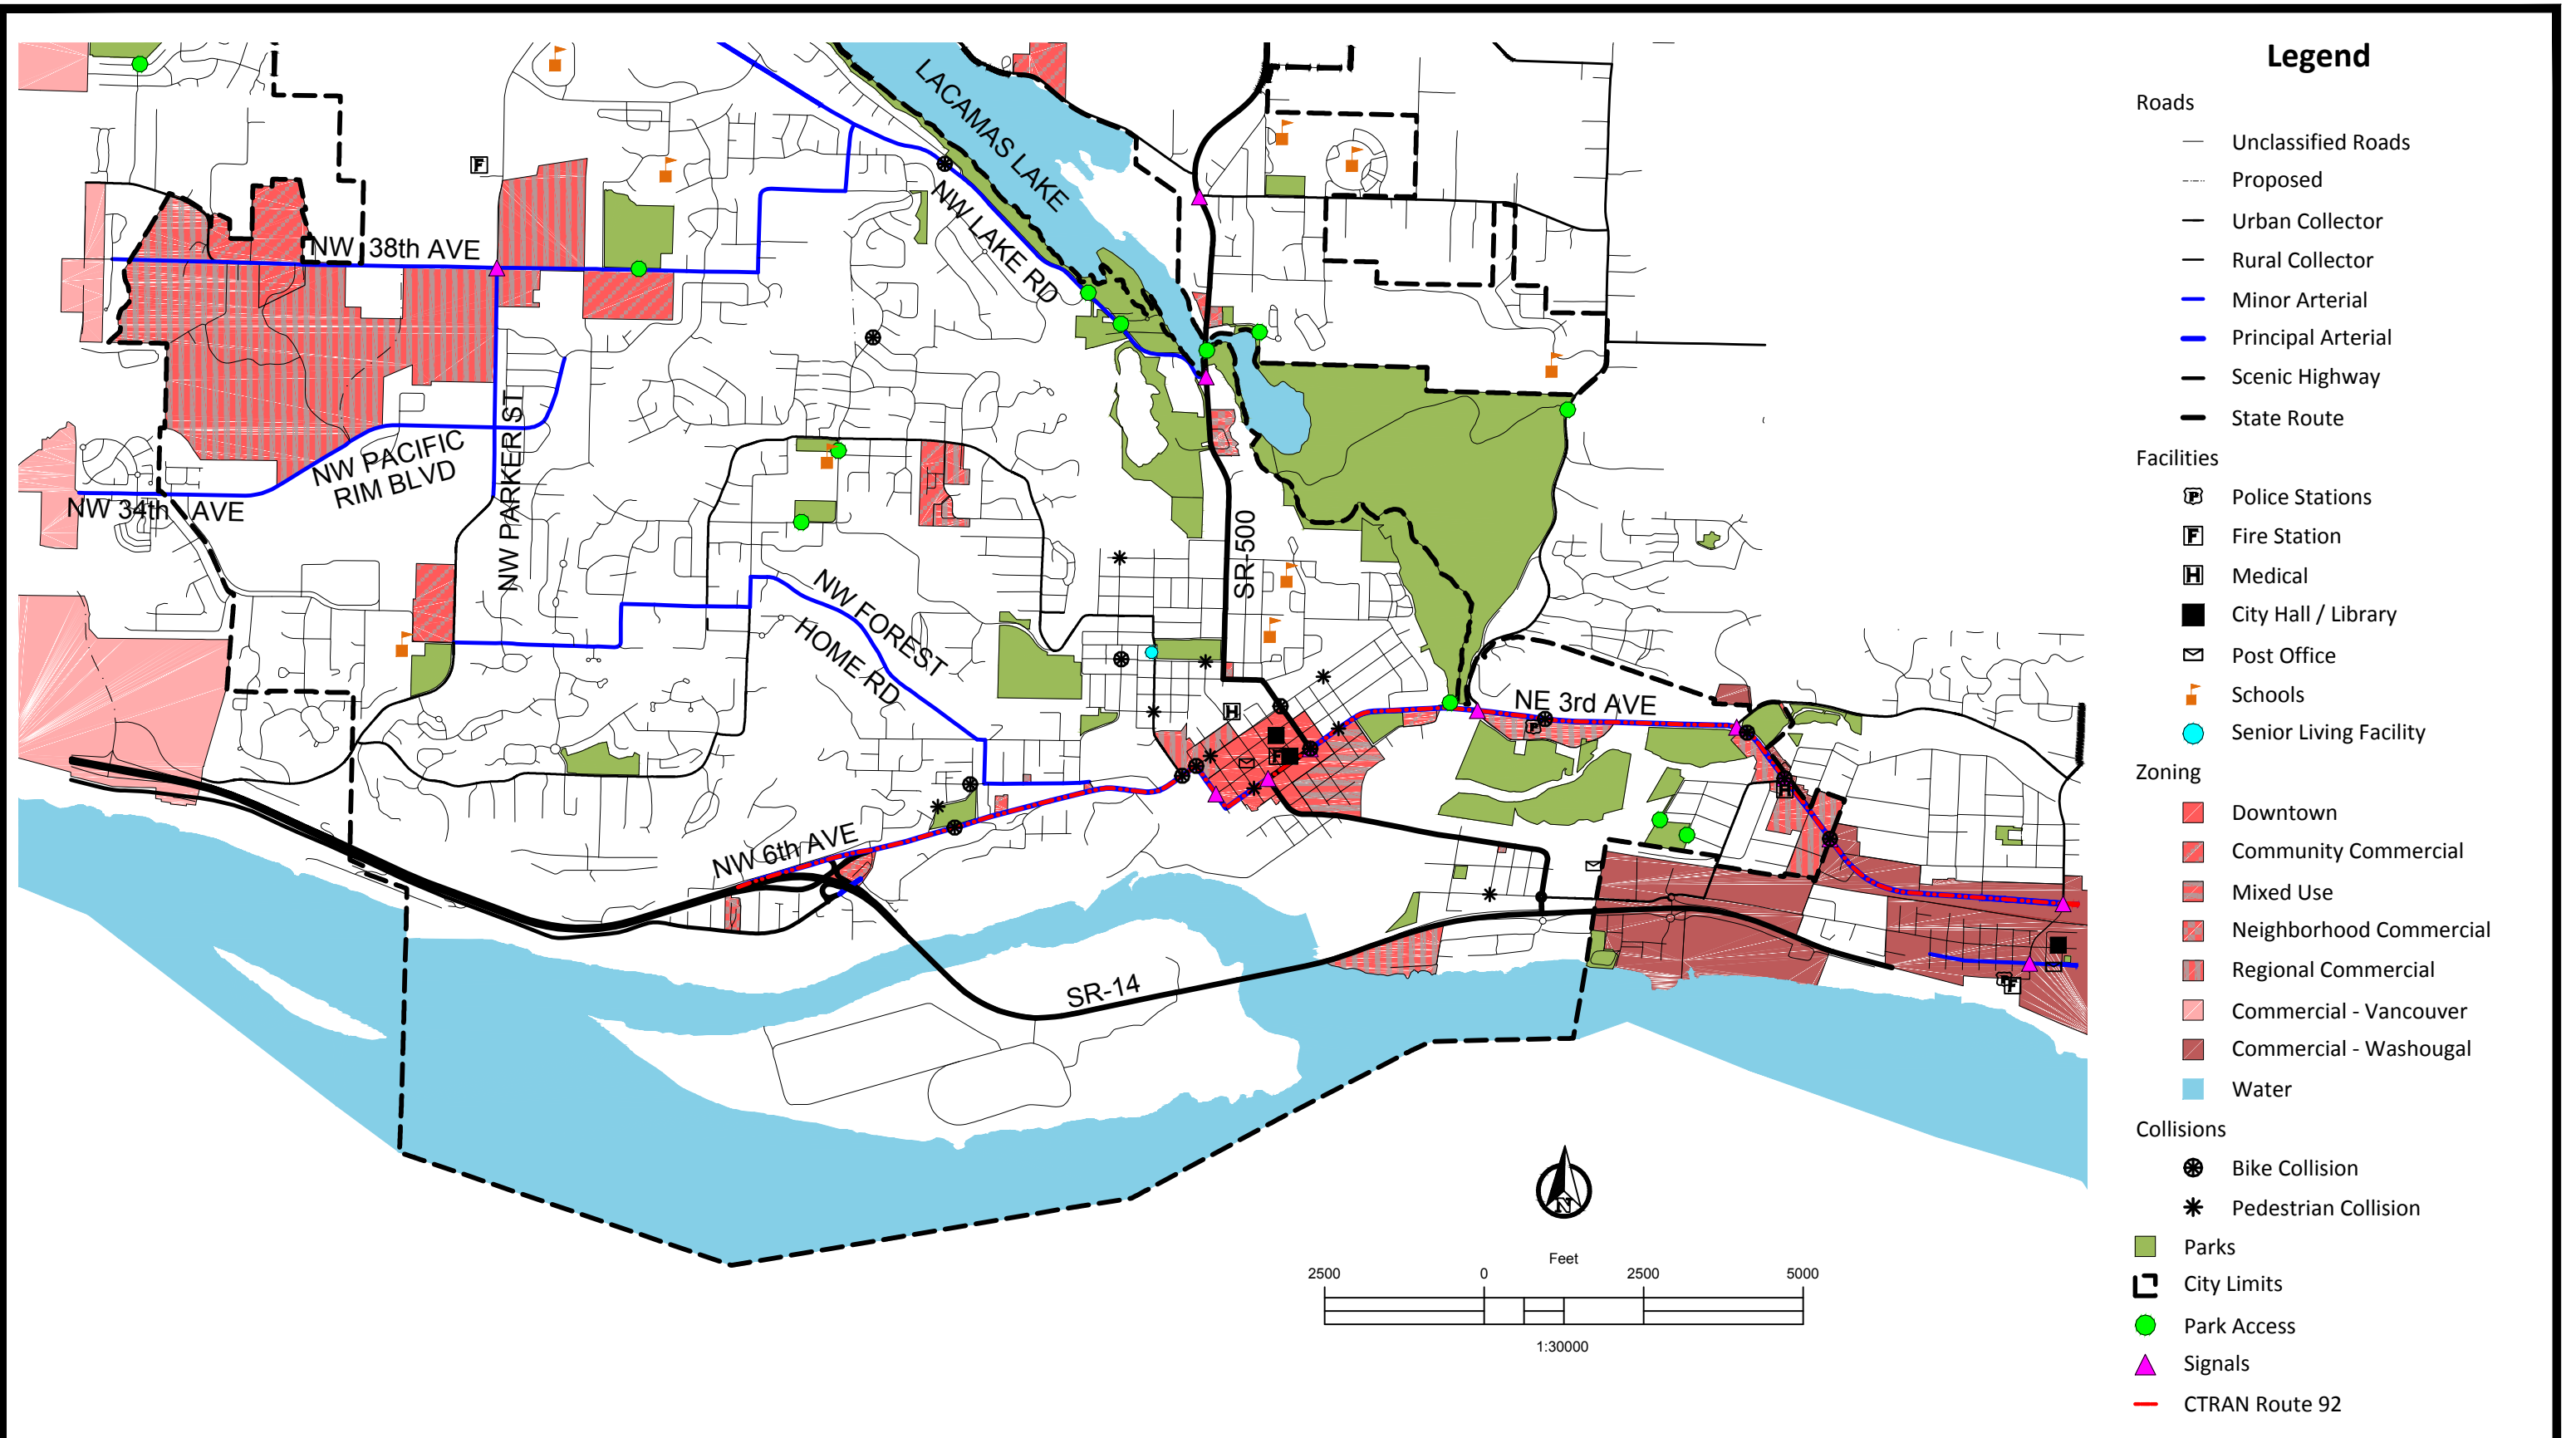 LACAMAS LAKE
NW 38th AVE
NW LAKE RD
NW PACIFIC
RIM BLVD
NW 34th AVE
NW PARKER ST
SR-500
NW FOREST
HOME RD
NE 3rd AVE
NW 6th AVE
SR-14
F
F
F
H
H
P
P
N
Feet
2500 0 2500 5000
1:30000
Legend
Roads
Unclassified Roads
Proposed
Urban Collector
Rural Collector
Minor Arterial
Principal Arterial
Scenic Highway
State Route
Facilities
P Police Stations
F Fire Station
H Medical
City Hall / Library
Post Office
Schools
Senior Living Facility
Zoning
Downtown
Community Commercial
Mixed Use
Neighborhood Commercial
Regional Commercial
Commercial - Vancouver
Commercial - Washougal
Water
Collisions
Bike Collision
Pedestrian Collision
Parks
City Limits
Park Access
Signals
CTRAN Route 92